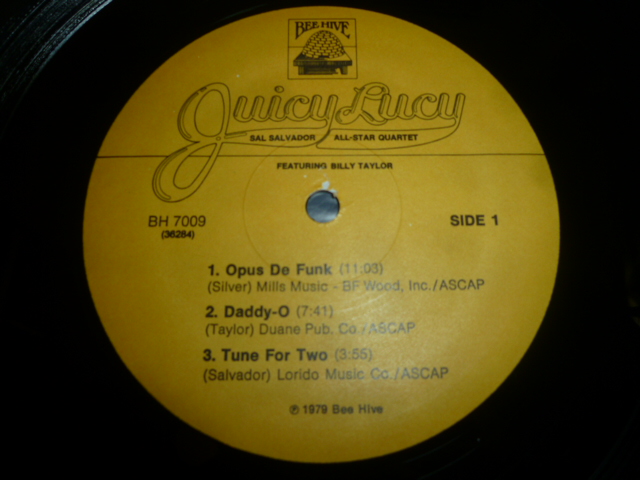 BEE HIVE
Juicy Lucy
SAL SALVADOR ALL-STAR QUARTET
FEATURING BILLY TAYLOR
BH 7009 SIDE 1
(36284)
1. Opus De Funk (11:03)
(Silver) Mills Music - BF Wood, Inc./ASCAP
2. Daddy-O (7:41)
(Taylor) Duane Pub. Co./ASCAP
3. Tune For Two (3:55)
(Salvador) Lorido Music Co./ASCAP
℗ 1979 Bee Hive